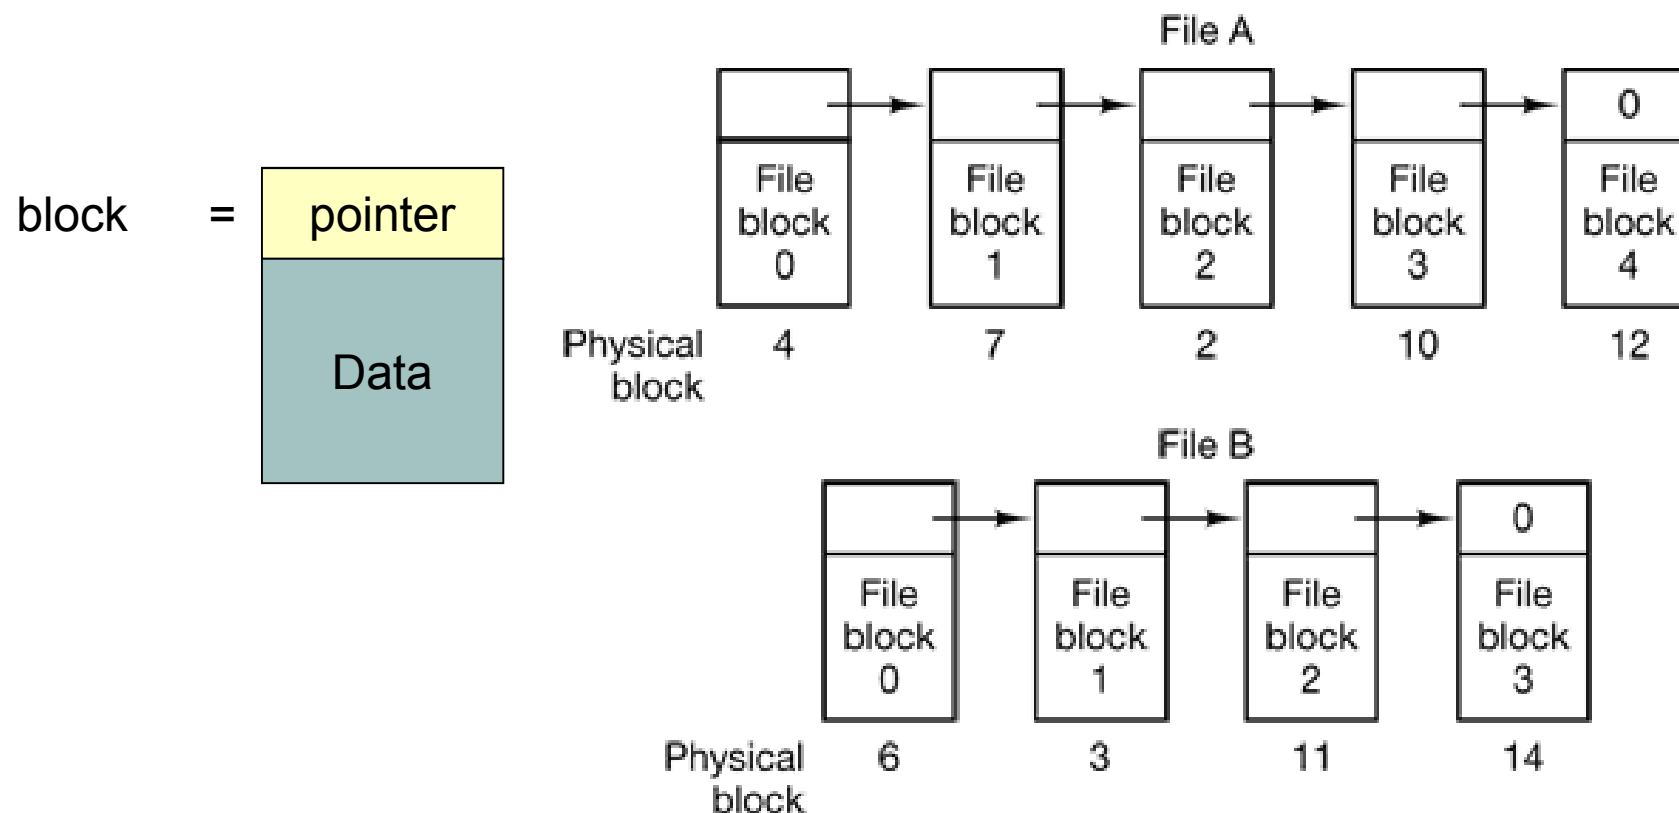 block = pointer
Data
File A
0
File
block
0
File
block
1
File
block
2
File
block
3
File
block
4
Physical
block
4 7 2 10 12
File B
0
File
block
0
File
block
1
File
block
2
File
block
3
Physical
block
6 3 11 14